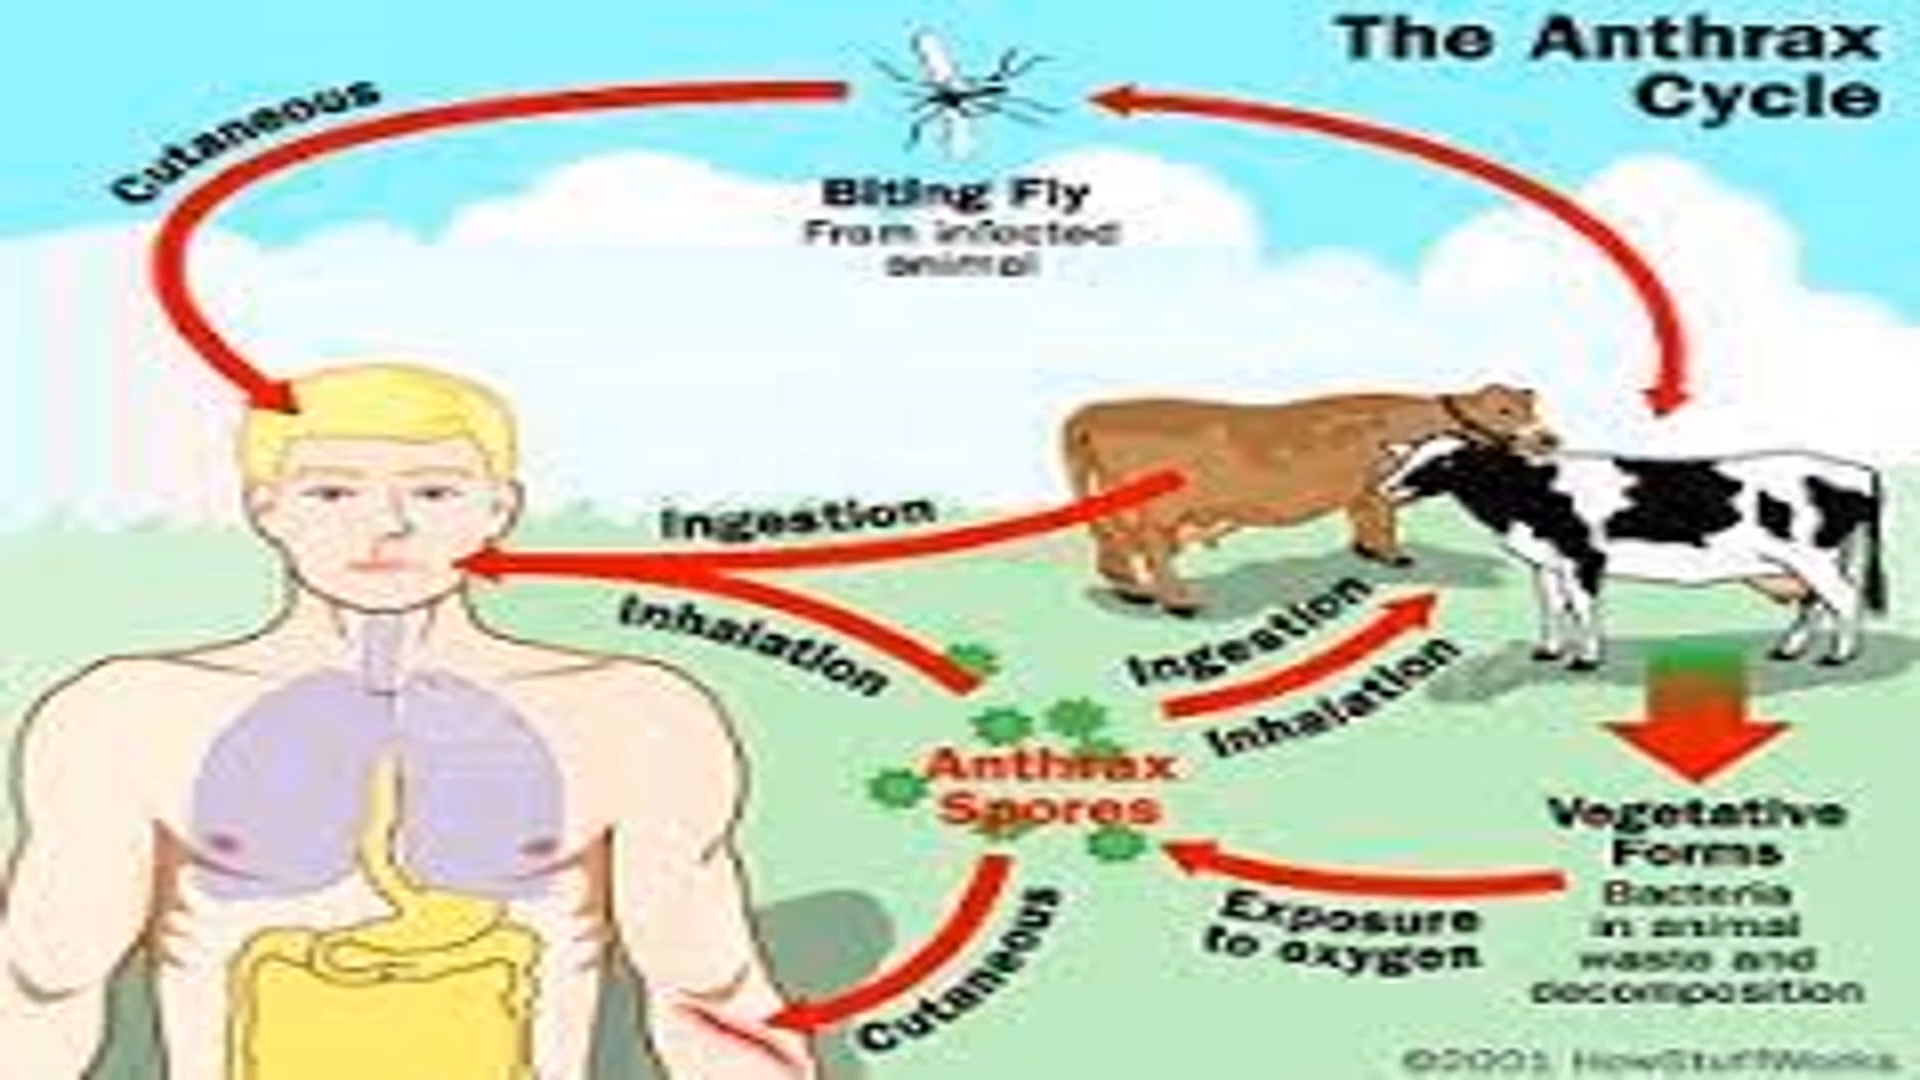 The Anthrax
Cycle
Cutaneous
Biting Fly
From infected
animal
Ingestion
Inhalation
Ingestion
Inhalation
Anthrax
Spores
Vegetative
Forms
Bacteria
in animal
waste and
decomposition
Exposure
to oxygen
Cutaneous
©2001 HowStuffWorks